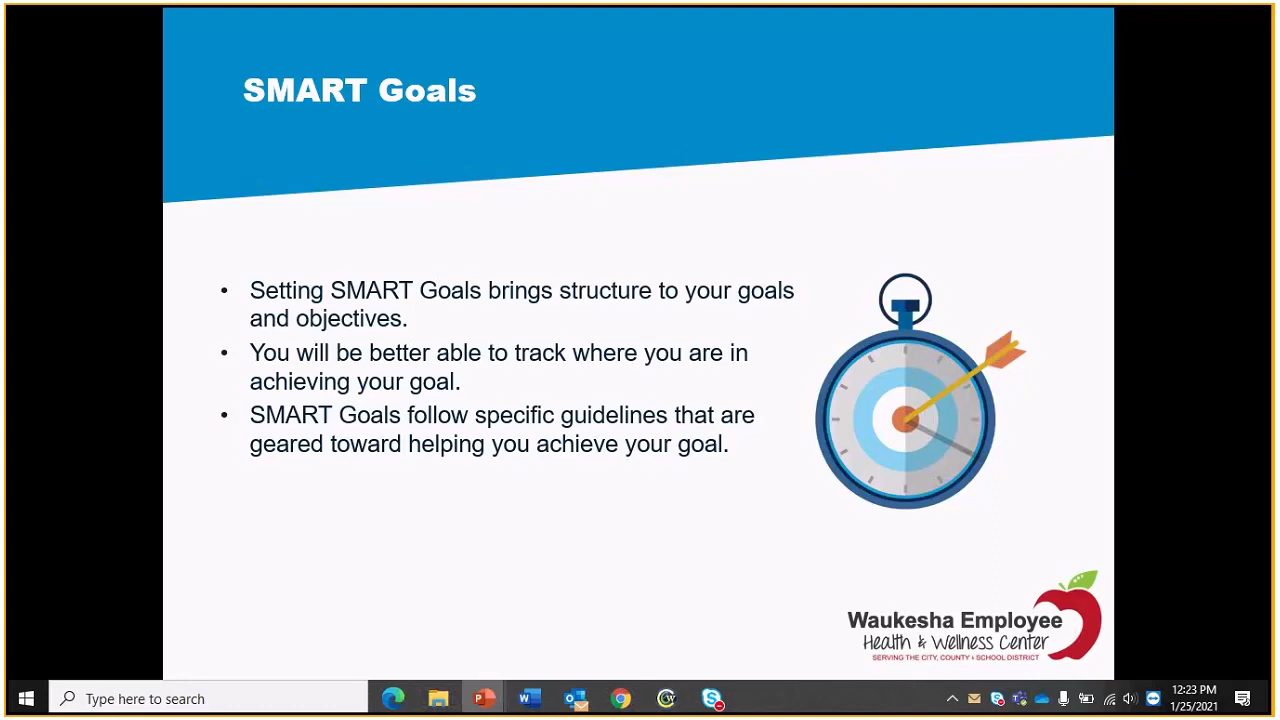 SMART Goals
• Setting SMART Goals brings structure to your goals
and objectives.
• You will be better able to track where you are in
achieving your goal.
• SMART Goals follow specific guidelines that are
geared toward helping you achieve your goal.
Waukesha Employee
Health & Wellness Center
SERVING THE CITY, COUNTY & SCHOOL DISTRICT
Type here to search
12:23 PM
1/25/2021